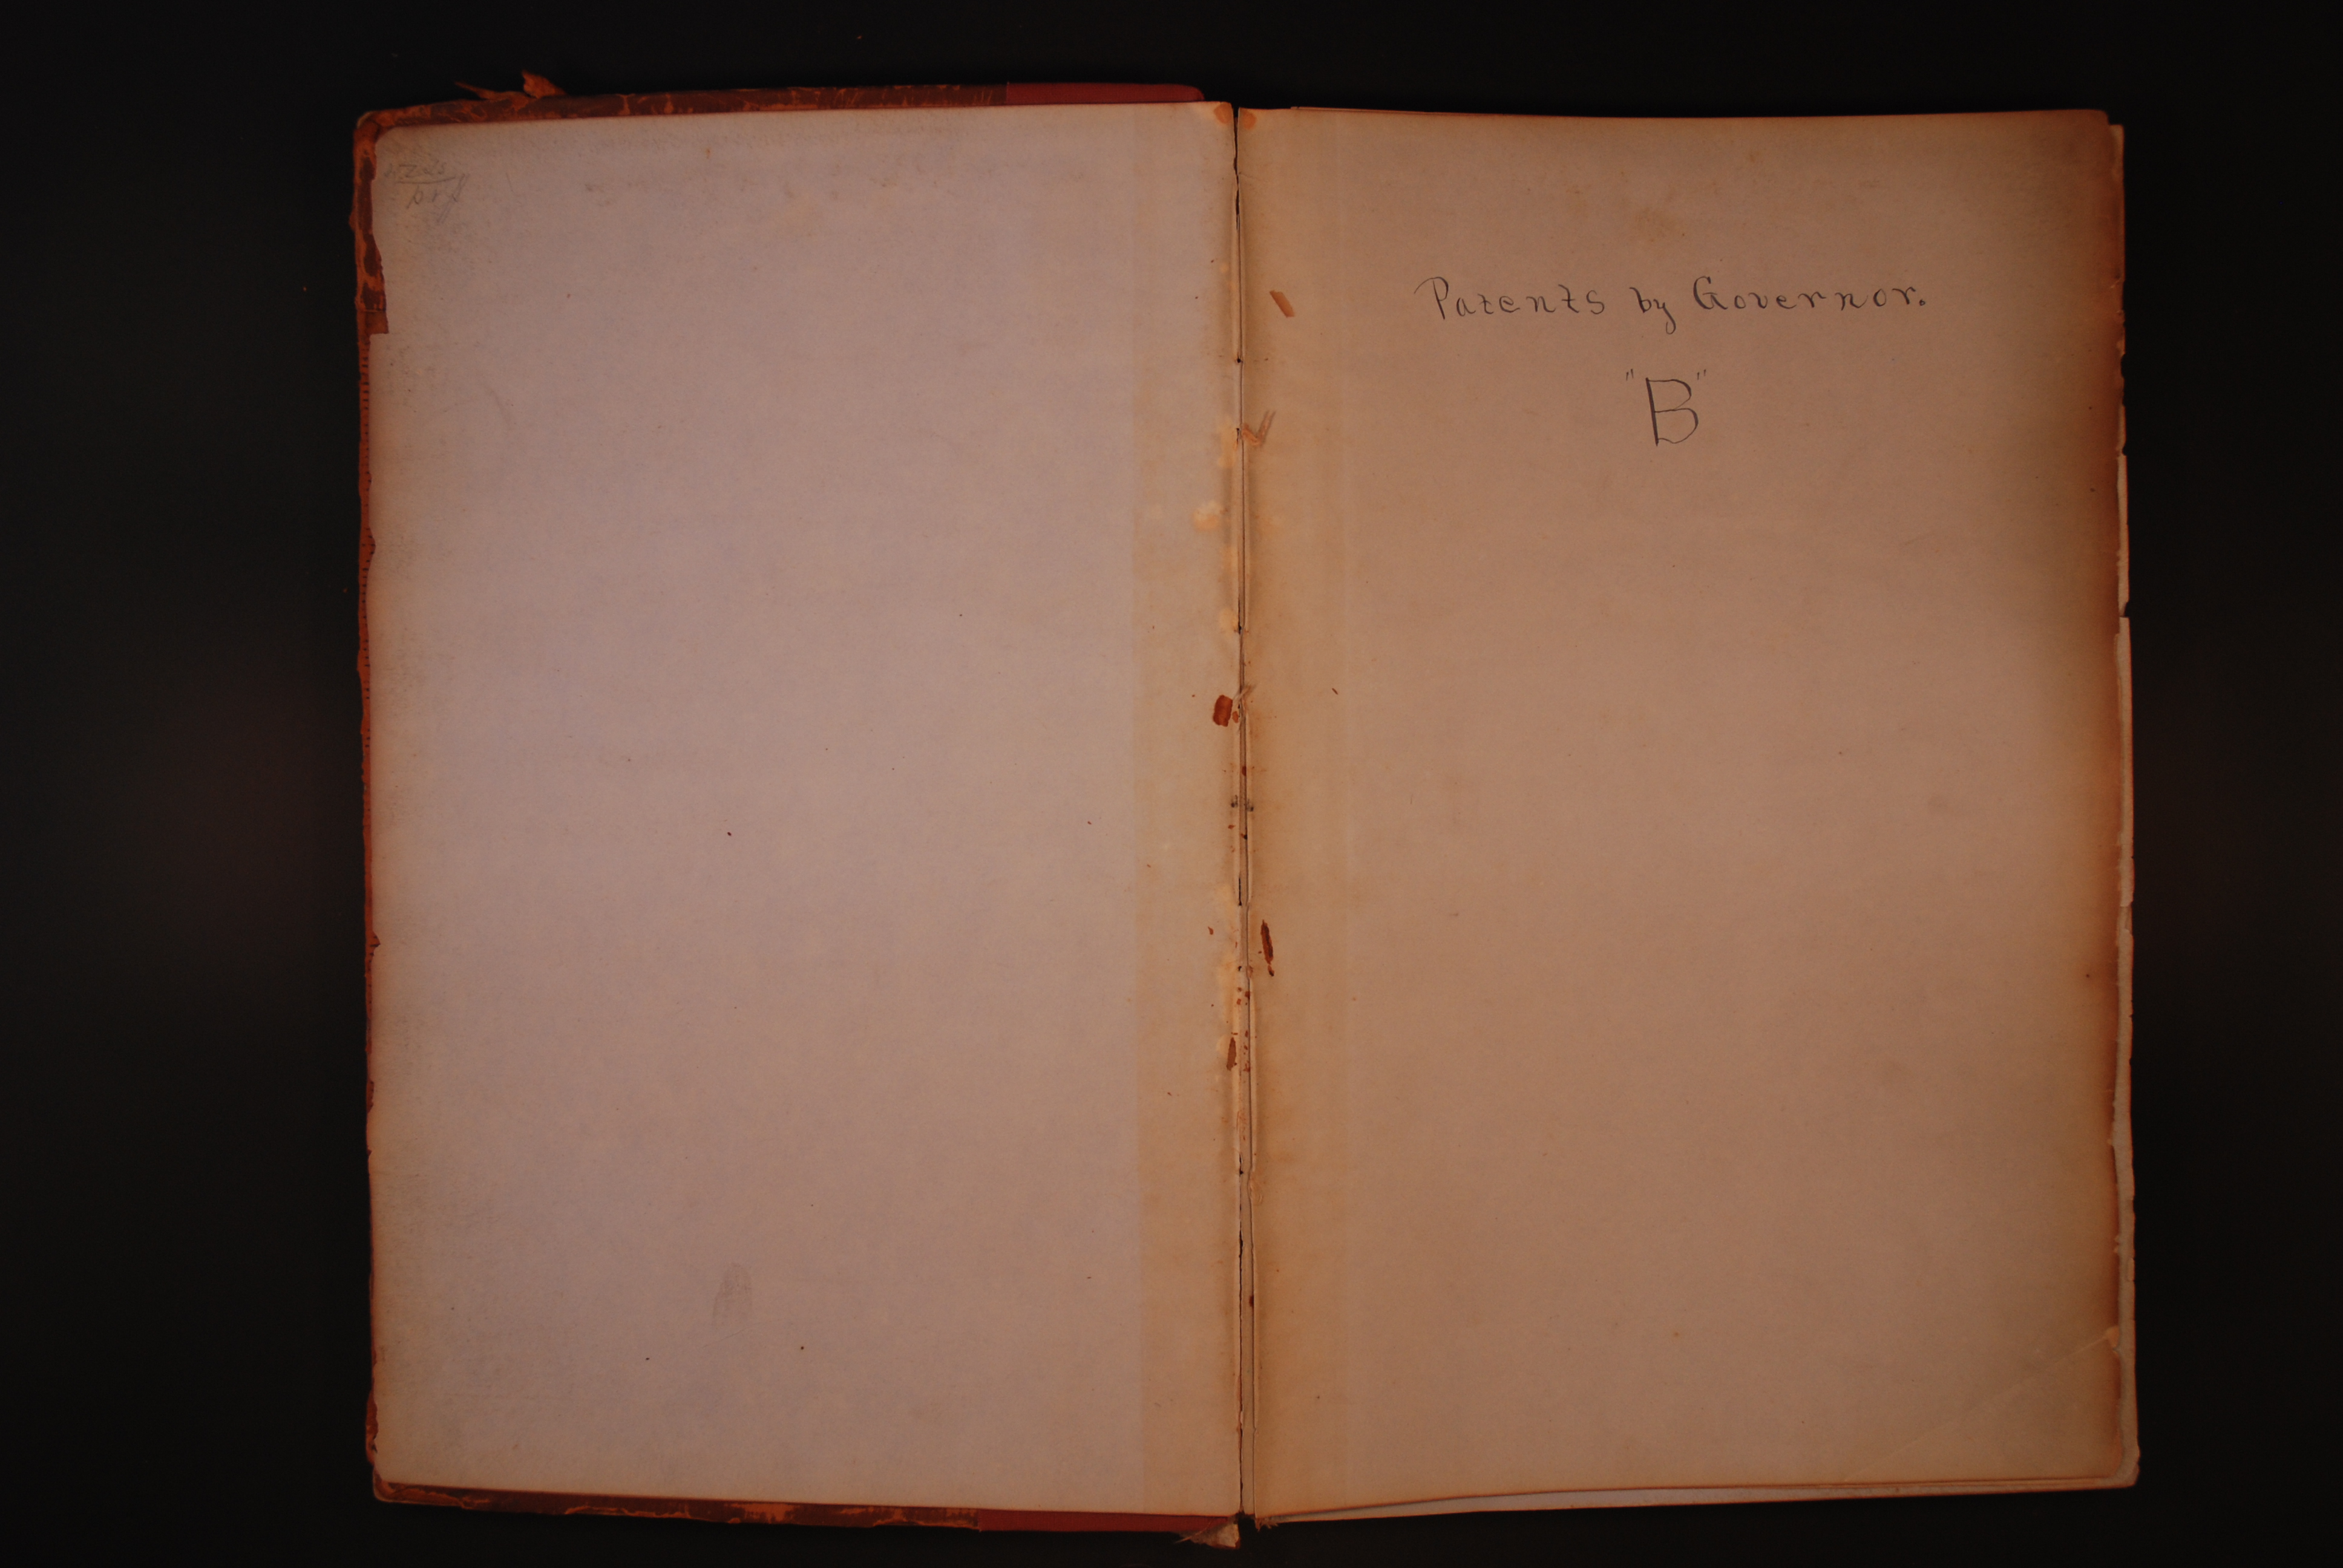 Patents by Governor.
"B"